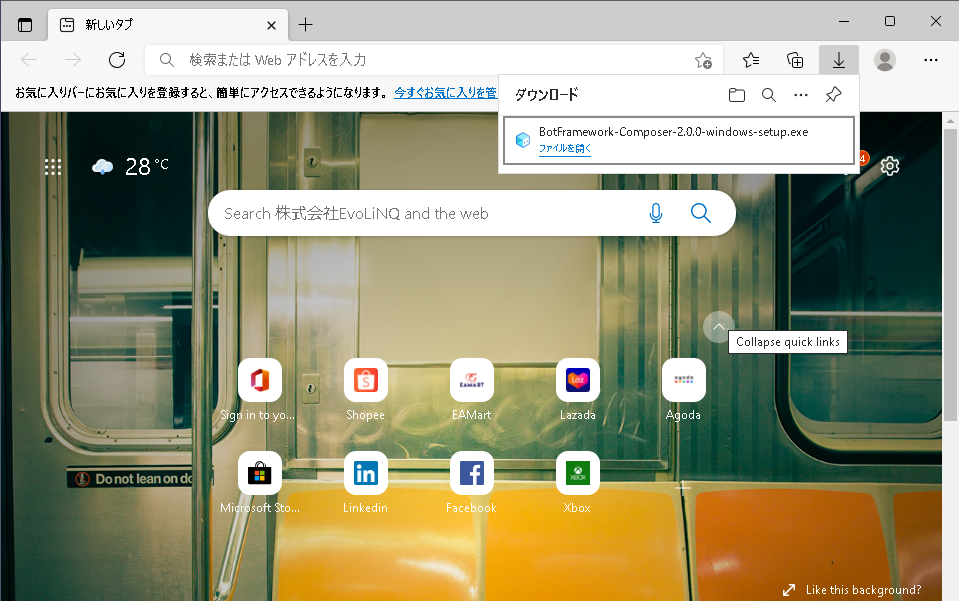 新しいタブ
検索または Web アドレスを入力
お気に入りバーにお気に入りを登録すると、簡単にアクセスできるようになります。 今すぐお気に入りを管
ダウンロード
BotFramework-Composer-2.0.0-windows-setup.exe
ファイルを開く
28 °C
4
Search 株式会社EvoLiNQ and the web
Collapse quick links
Sign in to yo... Shopee EAMart Lazada Agoda
Do not lean on do
Microsoft Sto... Linkedin Facebook Xbox
Like this background?